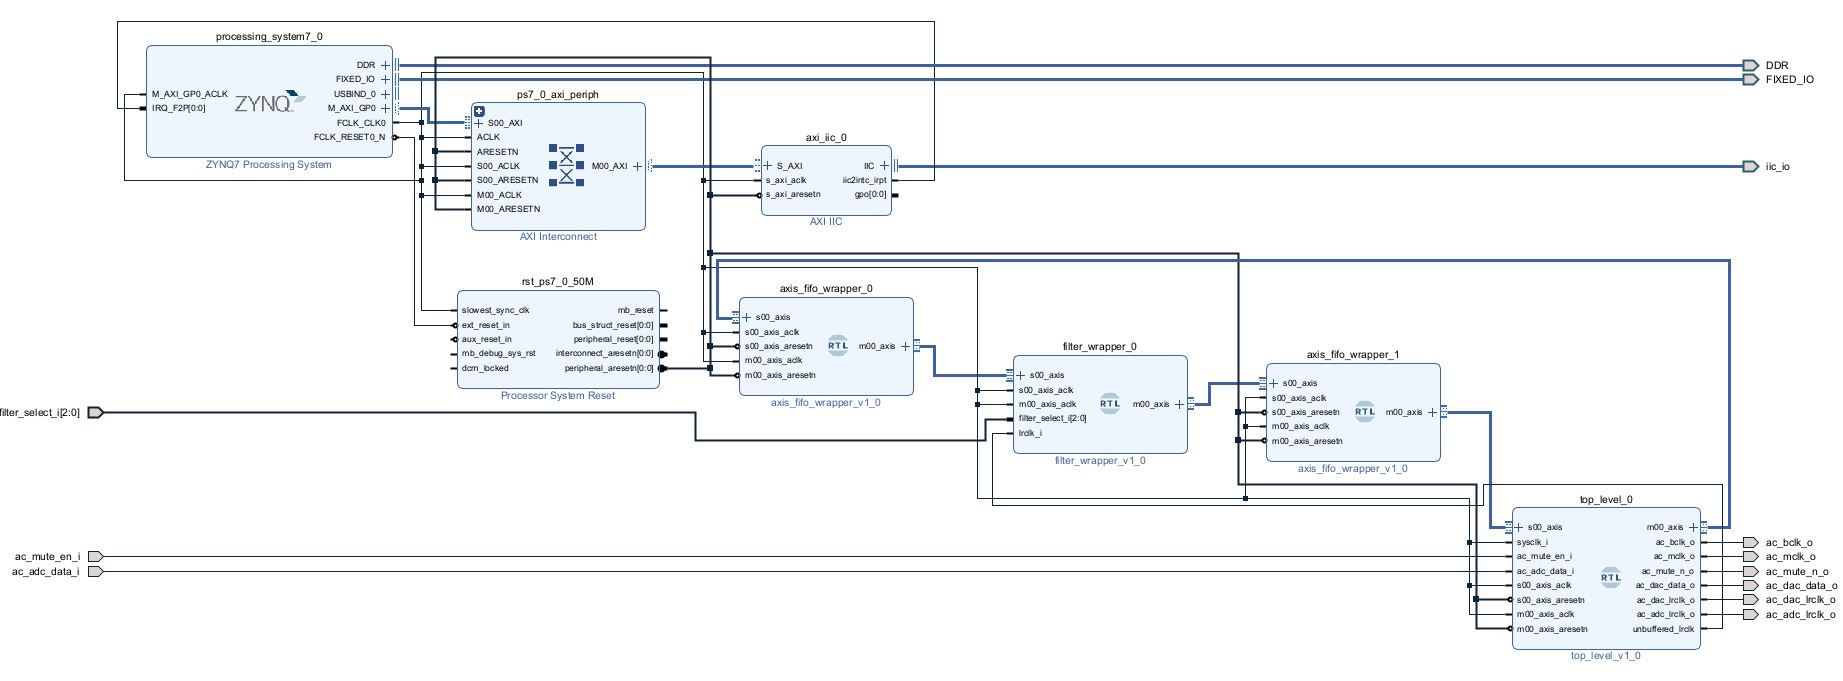 processing_system7_0
DDR
FIXED_IO
USBIND_0
M_AXI_GP0_ACLK
M_AXI_GP0
IRQ_F2P[0:0]
ZYNQ
FCLK_CLK0
FCLK_RESET0_N
ZYNQ7 Processing System
DDR
FIXED_IO
ps7_0_axi_periph
S00_AXI
ACLK
ARESETN
S00_ACLK
M00_AXI
S00_ARESETN
M00_ACLK
M00_ARESETN
AXI Interconnect
axi_iic_0
S_AXI
IIC
s_axi_aclk
iic2intc_irpt
s_axi_aresetn
gpo[0:0]
AXI IIC
iic_io
rst_ps7_0_50M
slowest_sync_clk
mb_reset
ext_reset_in
bus_struct_reset[0:0]
aux_reset_in
peripheral_reset[0:0]
mb_debug_sys_rst
interconnect_aresetn[0:0]
dcm_locked
peripheral_aresetn[0:0]
Processor System Reset
axis_fifo_wrapper_0
s00_axis
s00_axis_aclk
s00_axis_aresetn
RTL
m00_axis
m00_axis_aclk
m00_axis_aresetn
axis_fifo_wrapper_v1_0
filter_wrapper_0
s00_axis
s00_axis_aclk
m00_axis_aclk
RTL
m00_axis
filter_select_i[2:0]
lrclk_i
filter_wrapper_v1_0
axis_fifo_wrapper_1
s00_axis
s00_axis_aclk
s00_axis_aresetn
RTL
m00_axis
m00_axis_aclk
m00_axis_aresetn
axis_fifo_wrapper_v1_0
filter_select_i[2:0]
ac_mute_en_i
ac_adc_data_i
top_level_0
s00_axis
m00_axis
sysclk_i
ac_bclk_o
ac_mute_en_i
ac_mclk_o
ac_adc_data_i
ac_mute_n_o
RTL
s00_axis_aclk
ac_dac_data_o
s00_axis_aresetn
ac_dac_lrclk_o
m00_axis_aclk
ac_adc_lrclk_o
m00_axis_aresetn
unbuffered_lrclk
top_level_v1_0
ac_bclk_o
ac_mclk_o
ac_mute_n_o
ac_dac_data_o
ac_dac_lrclk_o
ac_adc_lrclk_o